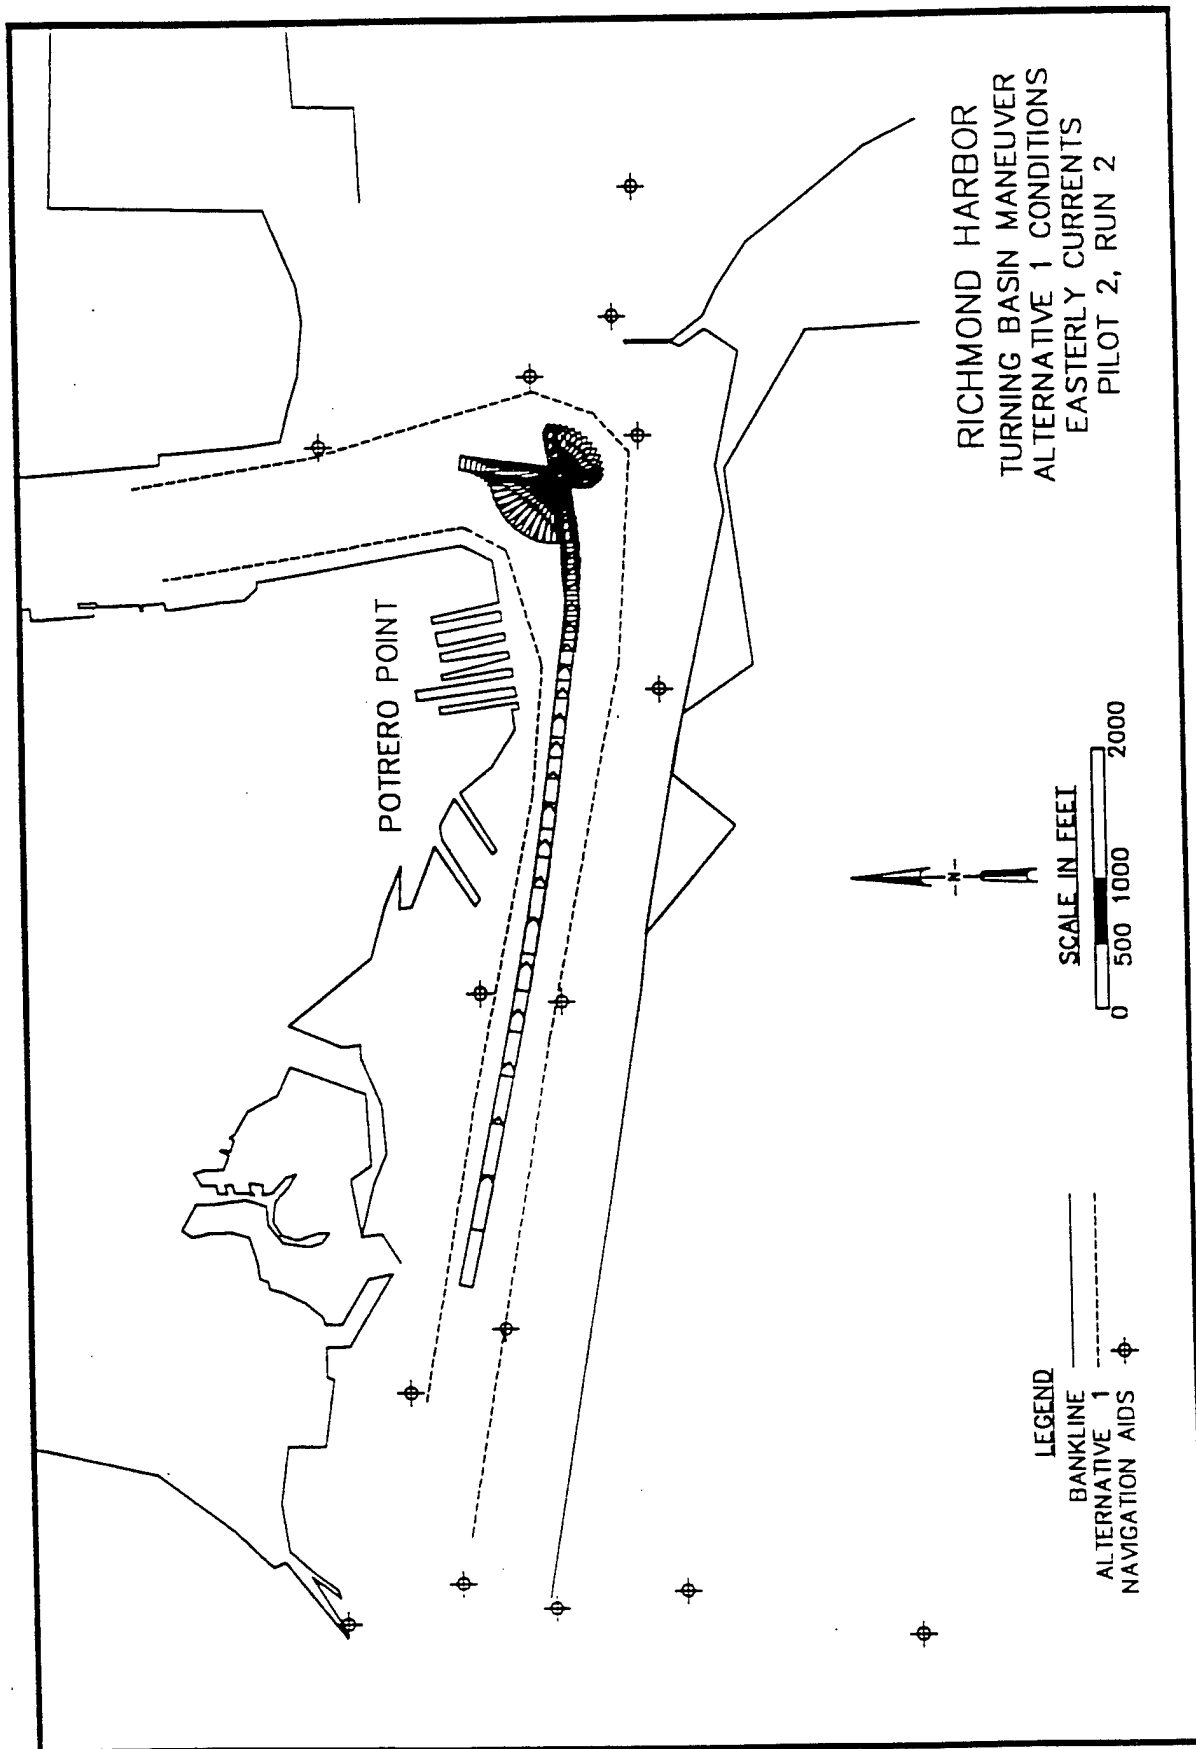 POTRERO POINT
RICHMOND HARBOR
TURNING BASIN MANEUVER
ALTERNATIVE 1 CONDITIONS
EASTERLY CURRENTS
PILOT 2, RUN 2
-N-
SCALE IN FEET
0 500 1000 2000
LEGEND
BANKLINE
ALTERNATIVE 1
NAVIGATION AIDS